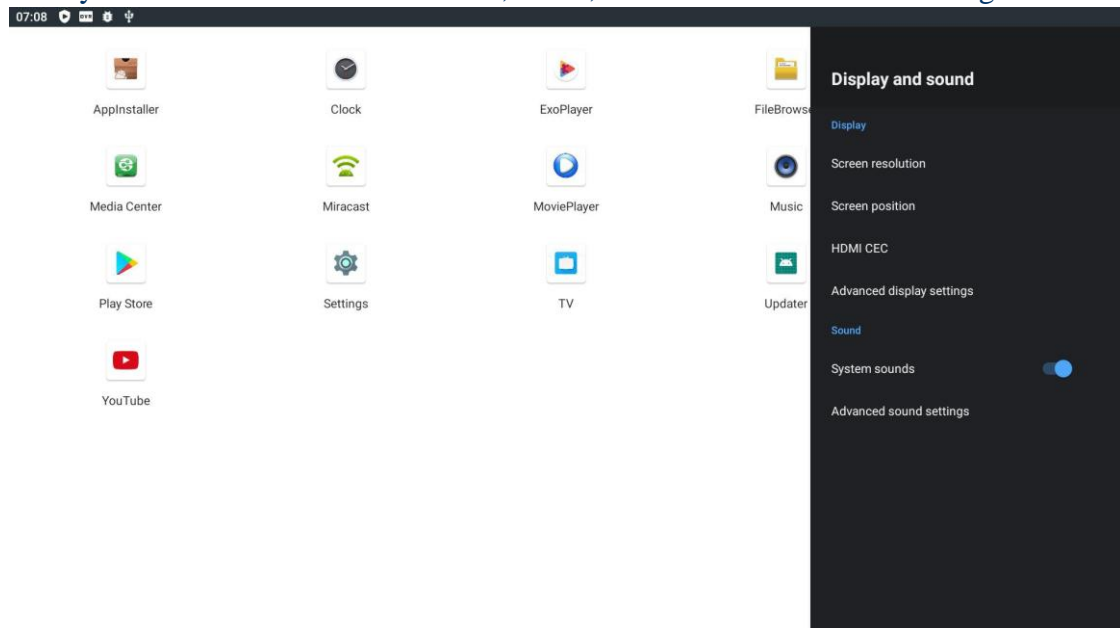 07:08
AppInstaller
Clock
ExoPlayer
FileBrowse
Media Center
Miracast
MoviePlayer
Music
Play Store
Settings
TV
Updater
YouTube
Display and sound
Display
Screen resolution
Screen position
HDMI CEC
Advanced display settings
Sound
System sounds
Advanced sound settings